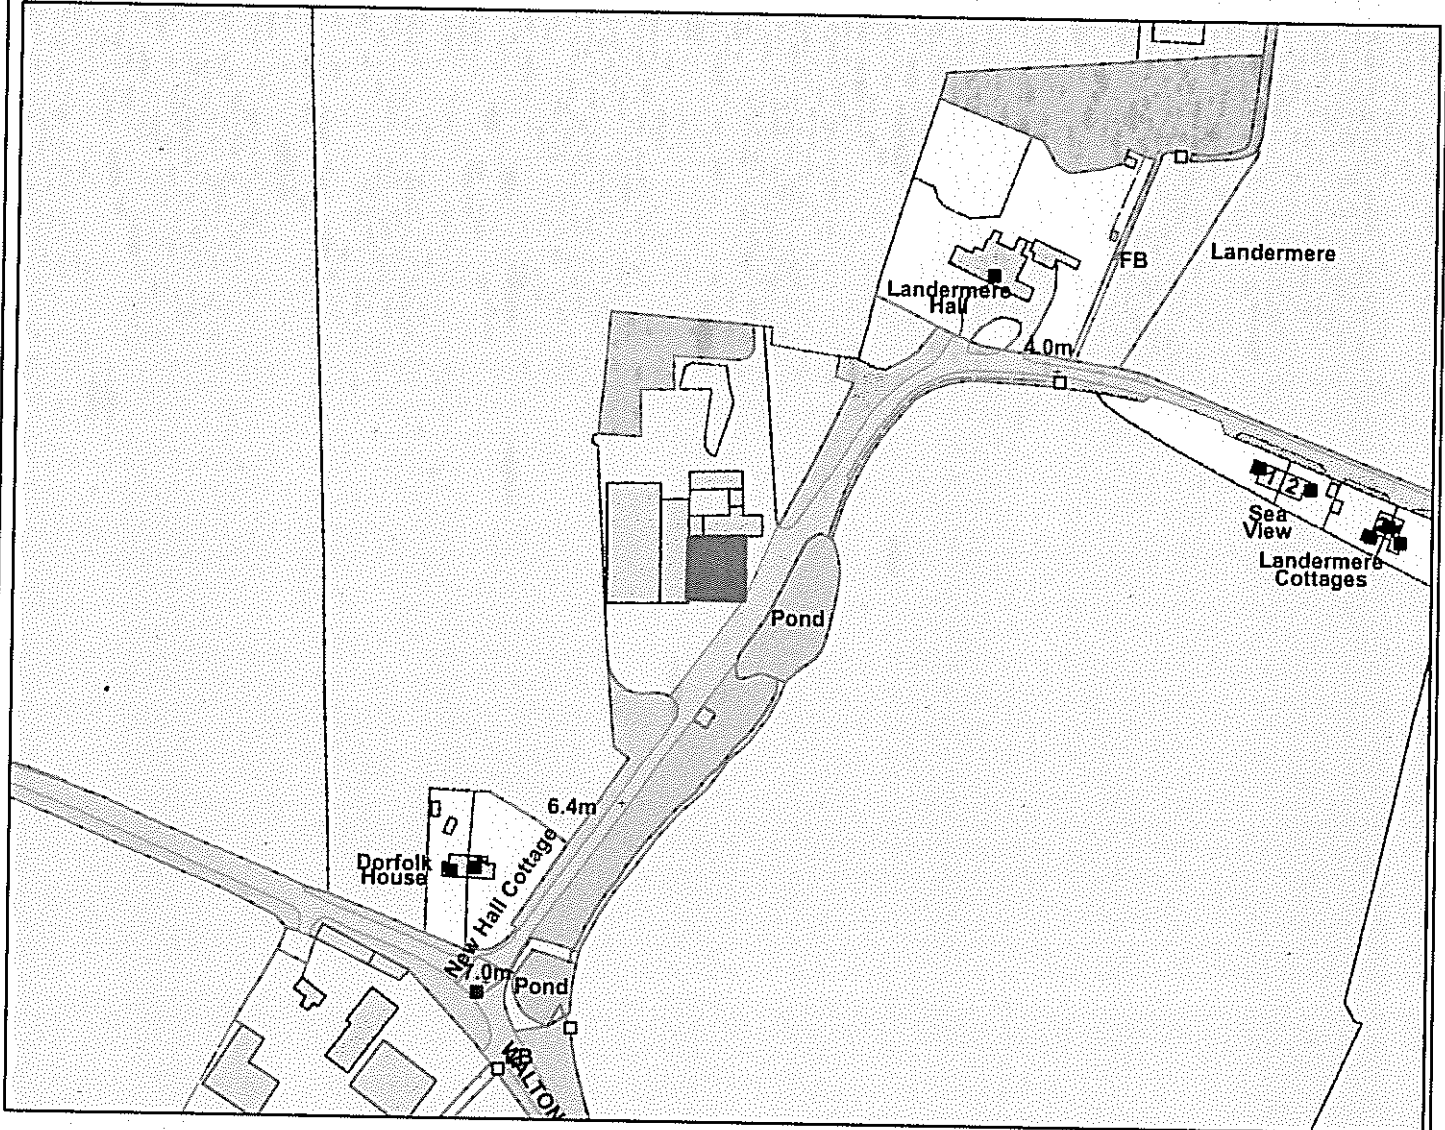 FB
Landermere
Landermere
Hall
4.0m
1
2
Sea
View
Landermere
Cottages
Pond
6.4m
New Hall Cottage
Dorfolk
House
7.0m
Pond
WALTON